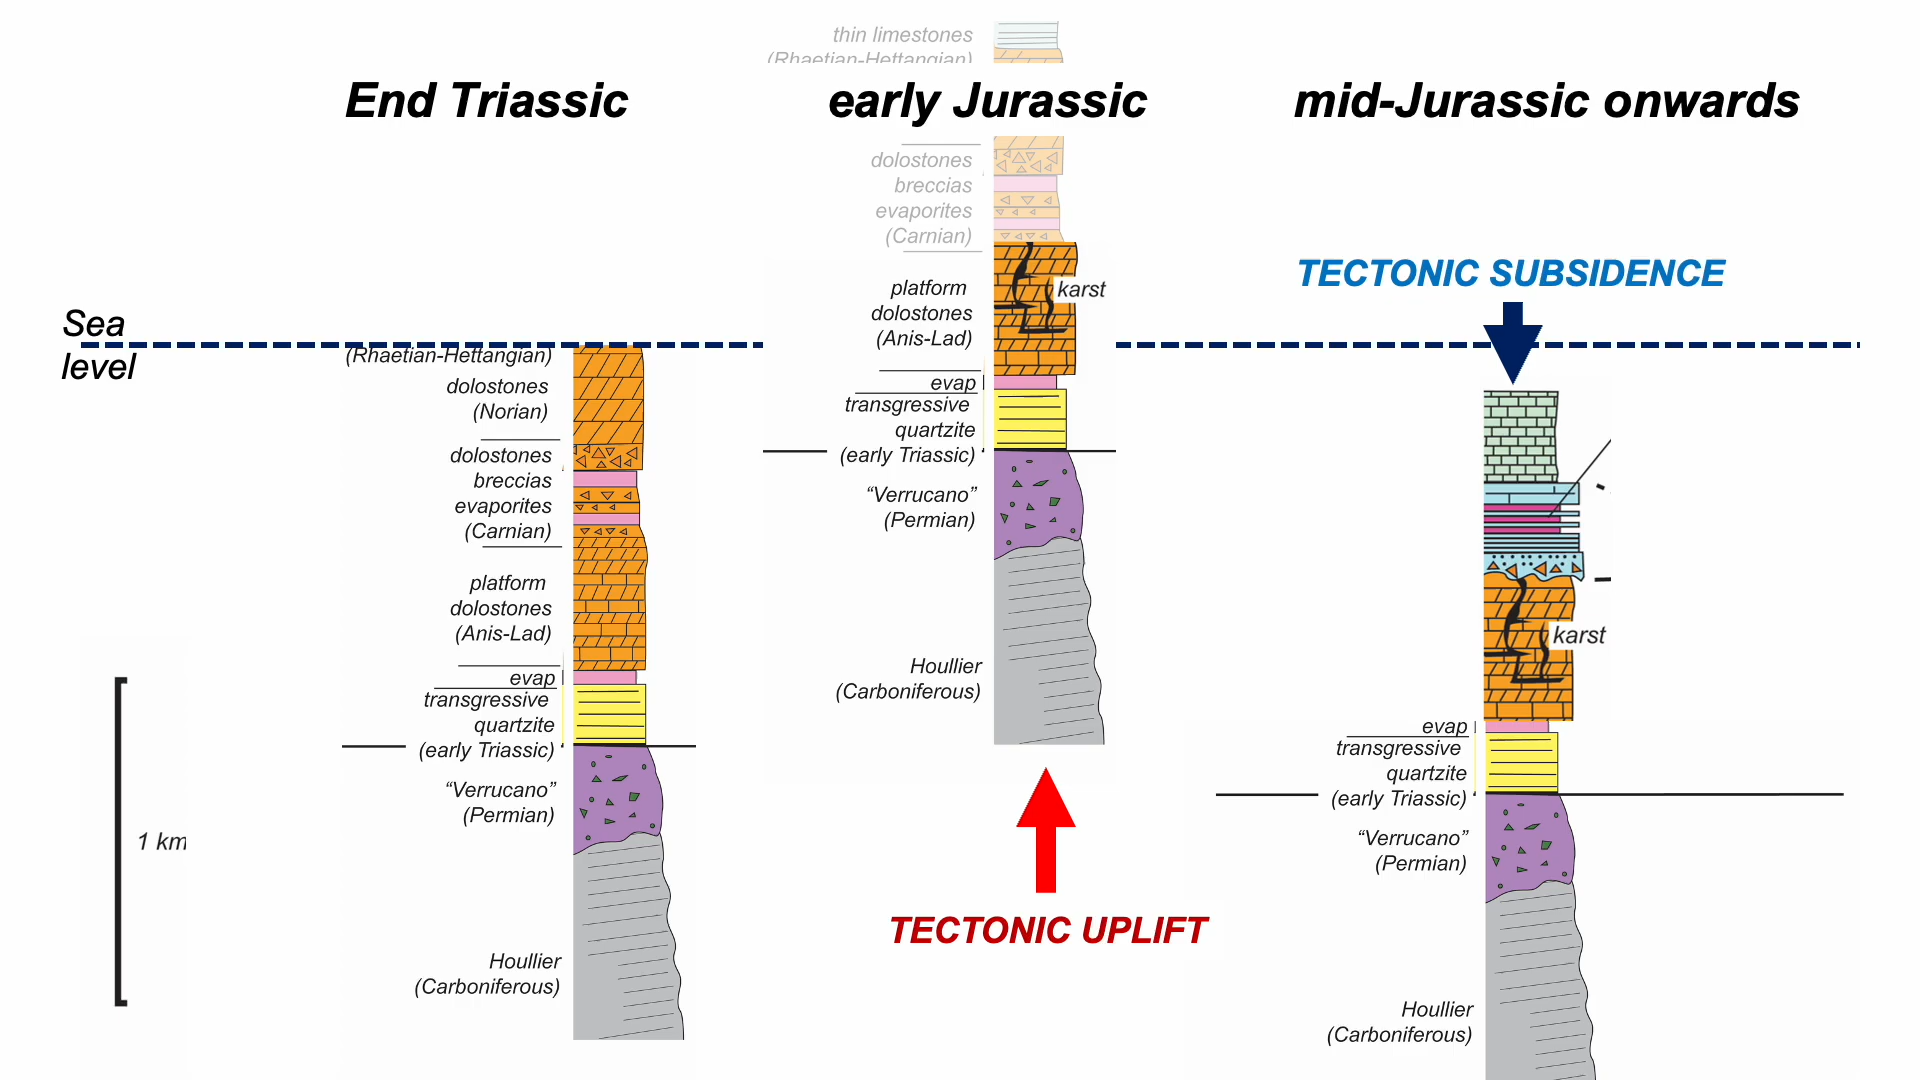 thin limestones
(Rhaetian-Hettangian)
End Triassic
early Jurassic
mid-Jurassic onwards
dolostones
breccias
evaporites
(Carnian)
platform
dolostones
(Anis-Lad)
karst
evap
transgressive
quartzite
(early Triassic)
“Verrucano”
(Permian)
Houllier
(Carboniferous)
TECTONIC UPLIFT
TECTONIC SUBSIDENCE
Sea
level
(Rhaetian-Hettangian)
dolostones
(Norian)
dolostones
breccias
evaporites
(Carnian)
platform
dolostones
(Anis-Lad)
evap
transgressive
quartzite
(early Triassic)
“Verrucano”
(Permian)
Houllier
(Carboniferous)
1 km
karst
evap
transgressive
quartzite
(early Triassic)
“Verrucano”
(Permian)
Houllier
(Carboniferous)